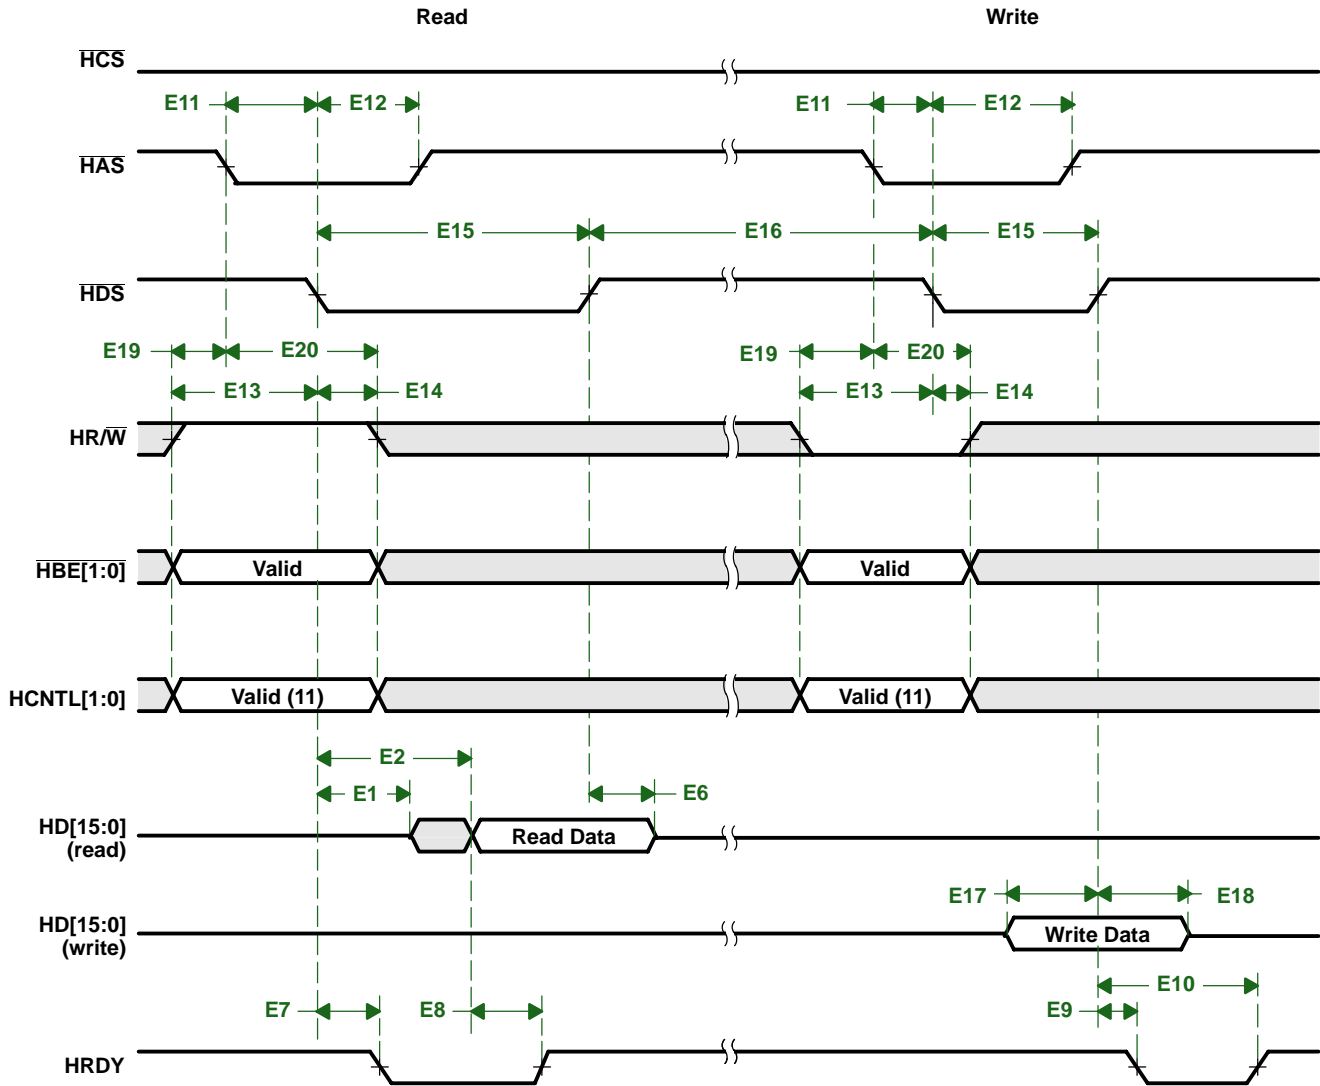 Read Write
HCS
E11 E12 E11 E12
HAS
E15 E16 E15
HDS
E19 E20 E19 E20
E13 E14 E13 E14
HR/W
HBE[1:0] Valid Valid
HCNTL[1:0] Valid (11) Valid (11)
E2
E1 E6
HD[15:0]
(read) Read Data
E17 E18
HD[15:0]
(write) Write Data
E10
E7 E8 E9
HRDY